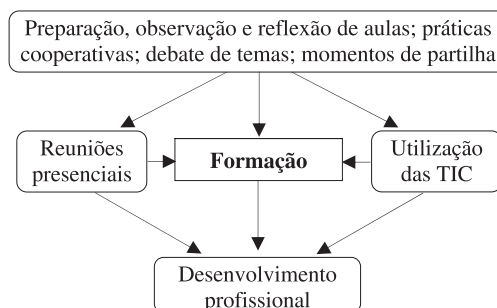 Preparação, observação e reflexão de aulas; práticas
cooperativas; debate de temas; momentos de partilha
Reuniões
presenciais
Formação
Utilização
das TIC
Desenvolvimento
profissional